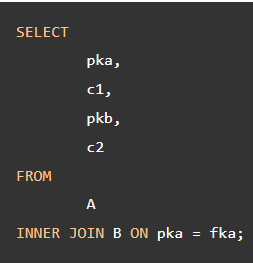 SELECT
pka,
c1,
pkb,
c2
FROM
A
INNER JOIN B ON pka = fka;